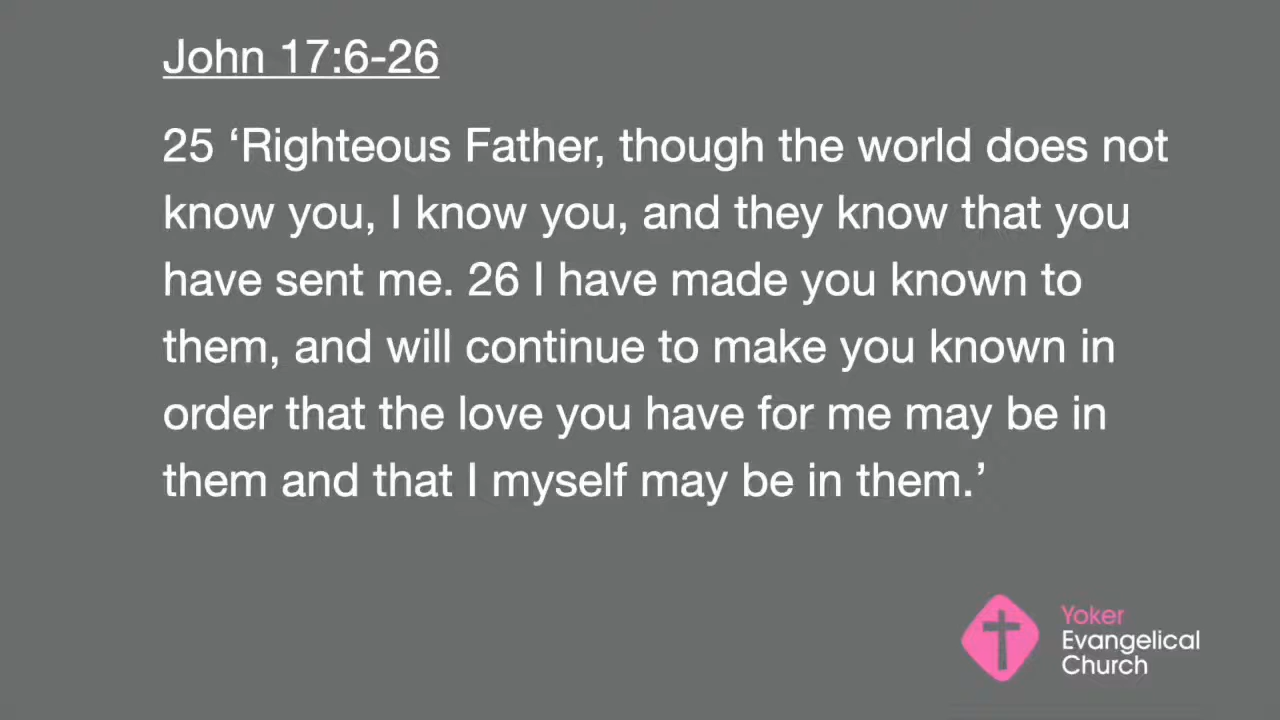 John 17:6-26
25 ‘Righteous Father, though the world does not
know you, I know you, and they know that you
have sent me. 26 I have made you known to
them, and will continue to make you known in
order that the love you have for me may be in
them and that I myself may be in them.’
Yoker
Evangelical
Church